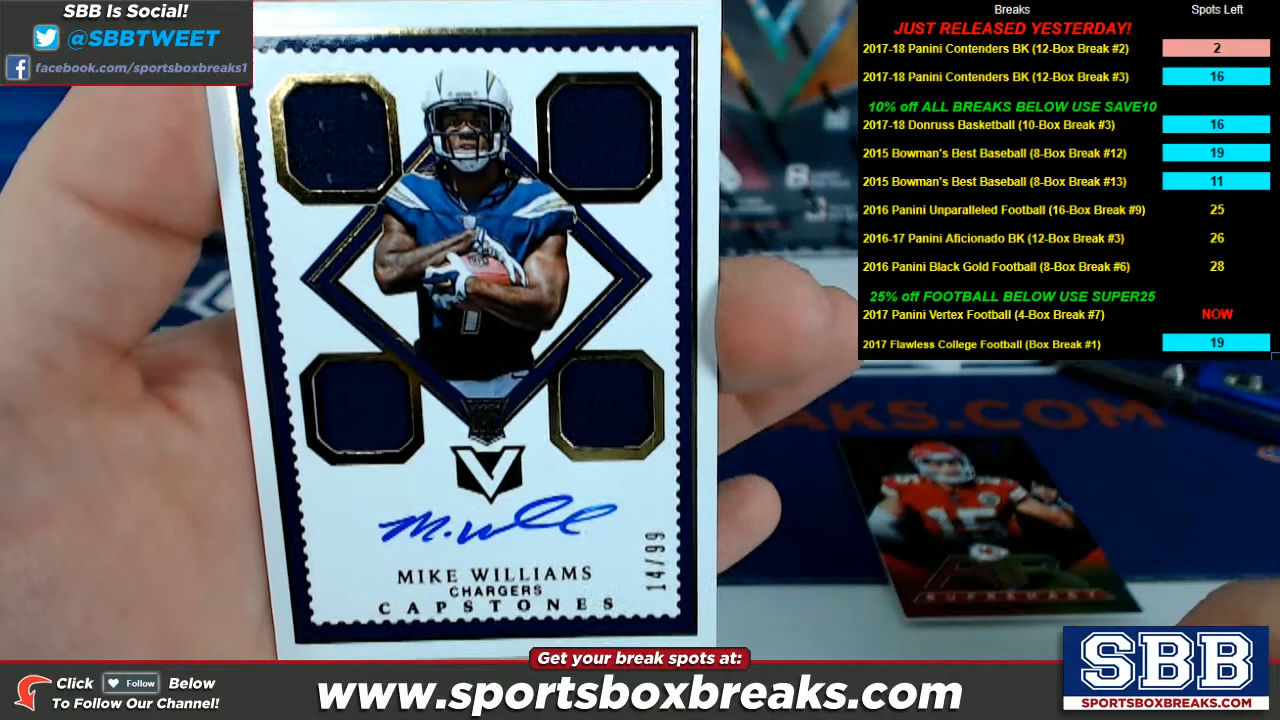 SBB Is Social!
@SBBTWEET
facebook.com/sportsboxbreaks1
Breaks Spots Left
JUST RELEASED YESTERDAY!
2017-18 Panini Contenders BK (12-Box Break #2) 2
2017-18 Panini Contenders BK (12-Box Break #3) 16
10% off ALL BREAKS BELOW USE SAVE10
2017-18 Donruss Basketball (10-Box Break #3) 16
2015 Bowman's Best Baseball (8-Box Break #12) 19
2015 Bowman's Best Baseball (8-Box Break #13) 11
2016 Panini Unparalleled Football (16-Box Break #9) 25
2016-17 Panini Aficionado BK (12-Box Break #3) 26
2016 Panini Black Gold Football (8-Box Break #6) 28
25% off FOOTBALL BELOW USE SUPER25
2017 Panini Vertex Football (4-Box Break #7) NOW
2017 Flawless College Football (Box Break #1) 19
V
M. Will
MIKE WILLIAMS
CHARGERS
CAPSTONES
14/99
AKS.COM
15
SUPREMACY
Get your break spots at:
Click Follow Below
To Follow Our Channel!
www.sportsboxbreaks.com
SBB
SPORTSBOXBREAKS.COM